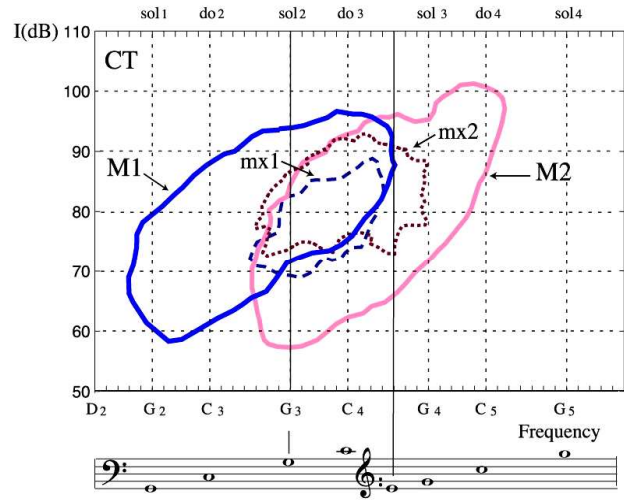 sol1 do2 sol2 do3 sol3 do4 sol4
I(dB)
110
CT
100
90
80
70
60
50
M1
mx1
mx2
M2
D2 G2 C3 G3 C4 G4 C5 G5
Frequency